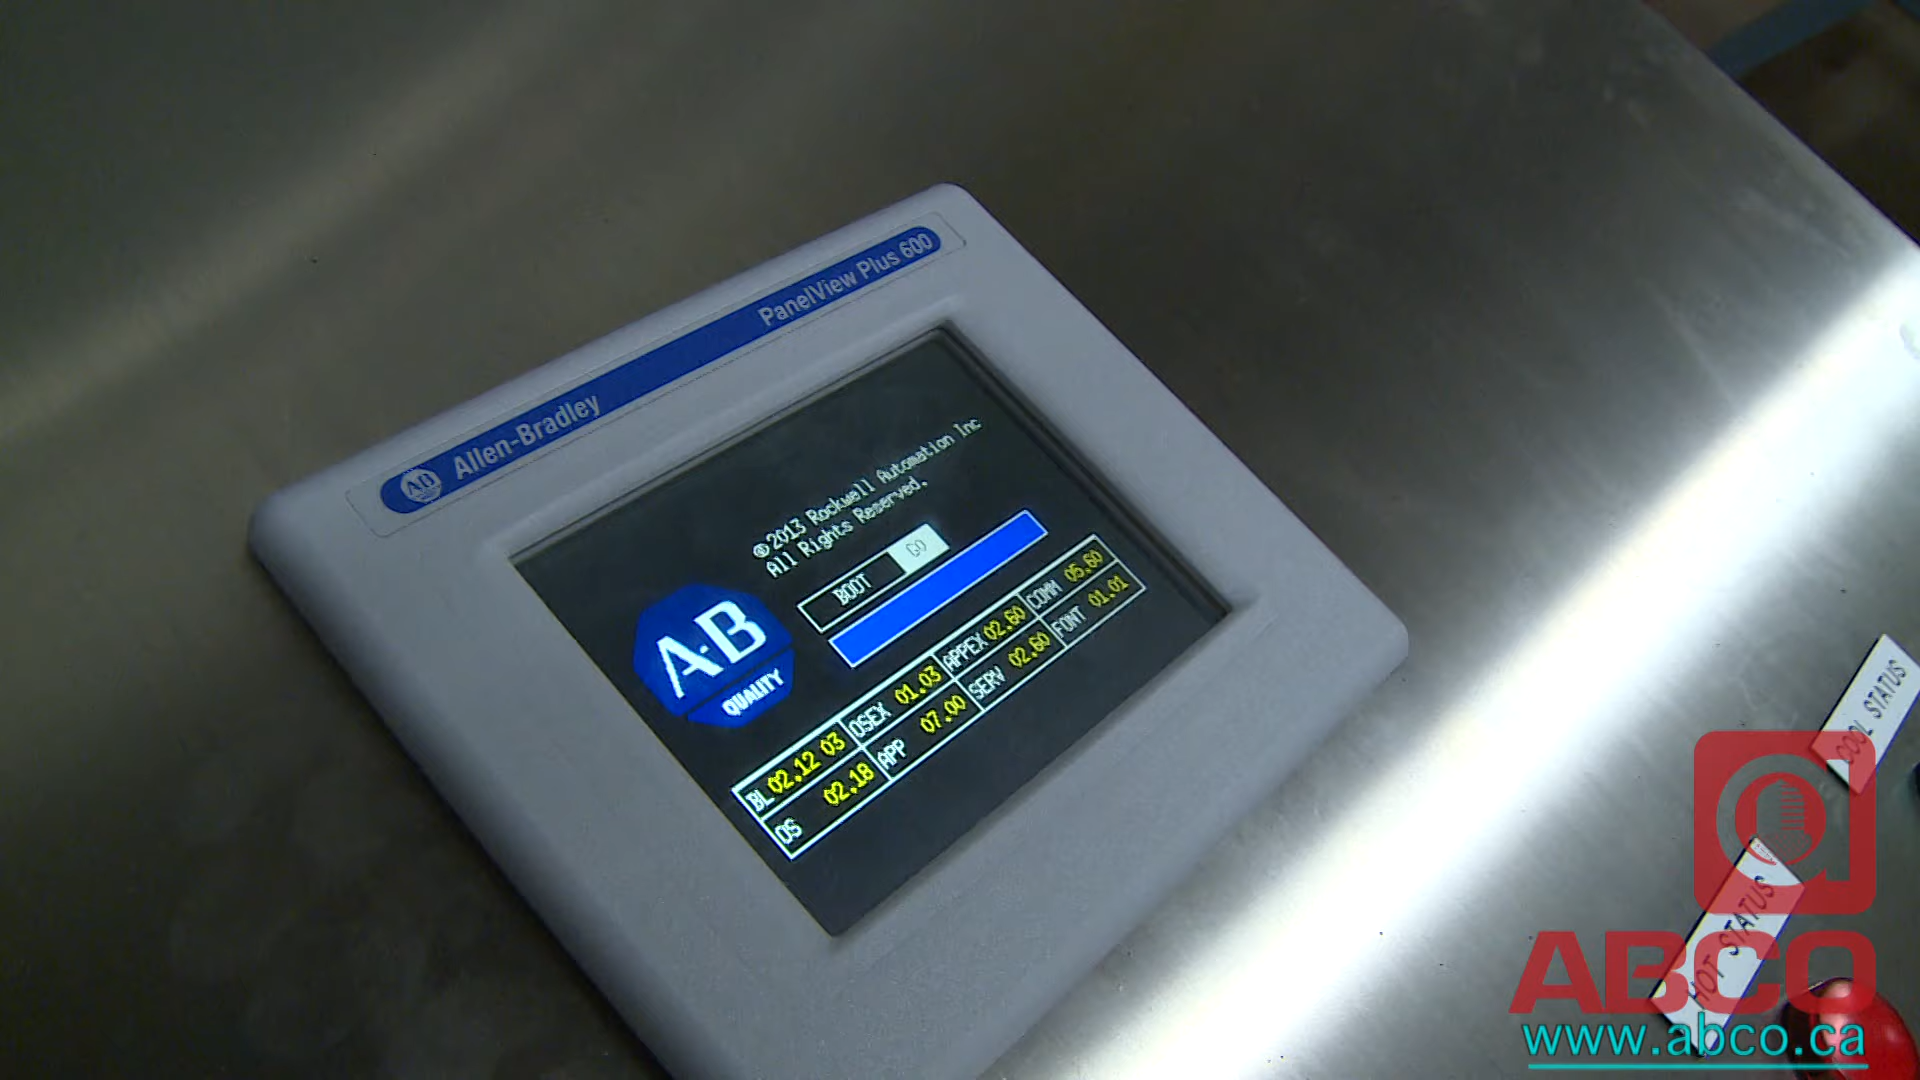 AB Allen-Bradley PanelView Plus 600
©2013 Rockwell Automation Inc
All Rights Reserved.
BOOT GO
A-B
QUALITY
BL 02.12 03 OSEX 01.03 APPEX 02.60 COMM 05.60
OS 02.18 APP 07.00 SERV 02.60 FONT 01.01
COOL STATUS
HOT STATUS
ABCO
www.abco.ca